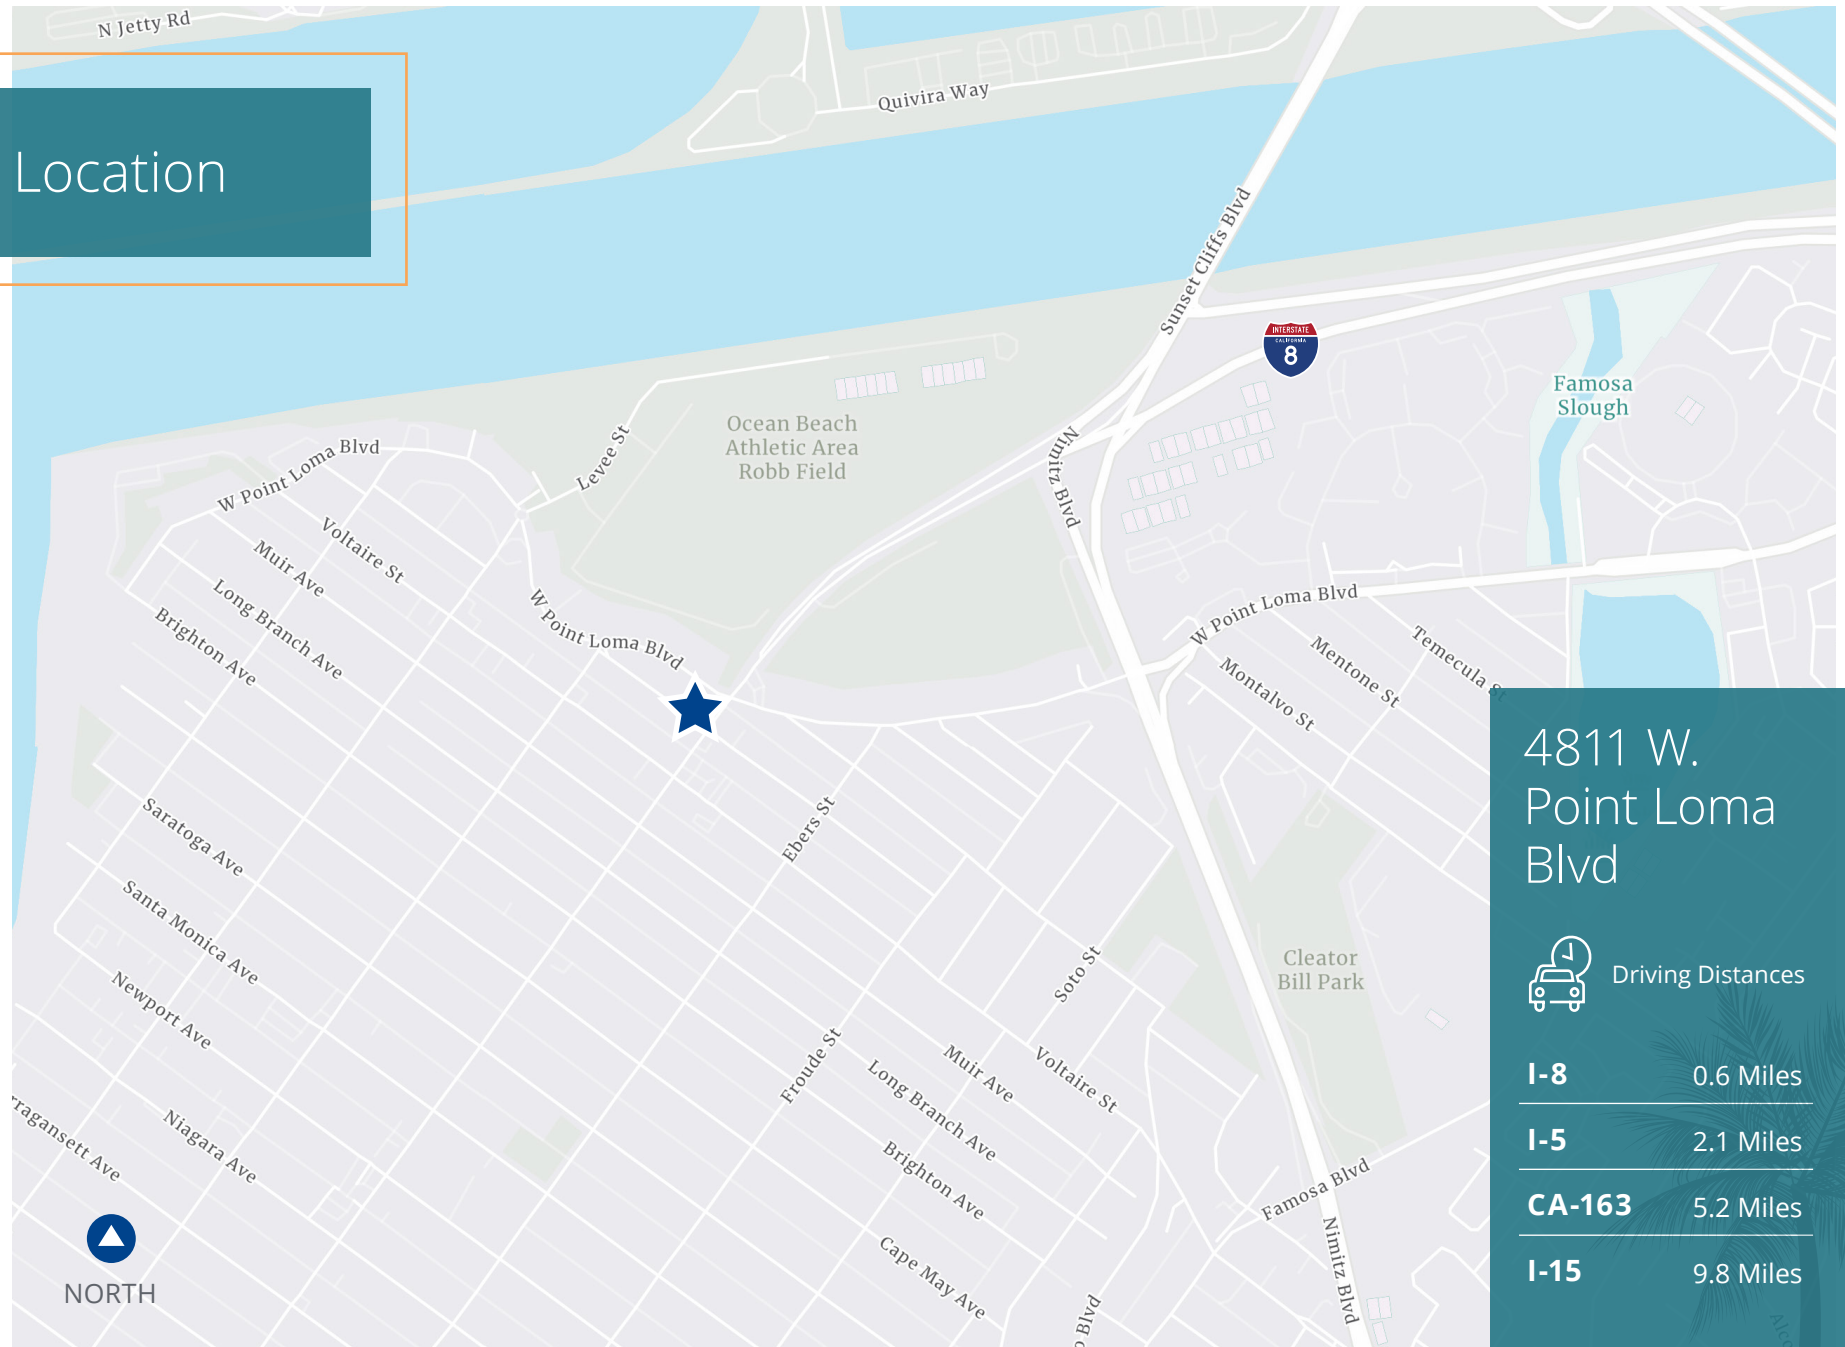 N Jetty Rd
Quivira Way
Location
Sunset Cliffs Blvd
INTERSTATE
CALIFORNIA
8
Famosa
Slough
Ocean Beach
Athletic Area
Robb Field
Levee St
Nimitz Blvd
W Point Loma Blvd
Voltaire St
Muir Ave
Long Branch Ave
Brighton Ave
W Point Loma Blvd
W Point Loma Blvd
Temecula St
Mentone St
Montalvo St
Ebers St
Saratoga Ave
Santa Monica Ave
Newport Ave
Niagara Ave
Soto St
Froude St
Muir Ave
Voltaire St
Long Branch Ave
Brighton Ave
Cape May Ave
Cleator
Bill Park
Famosa Blvd
Nimitz Blvd
Blvd
NORTH
4811 W.
Point Loma
Blvd
Driving Distances
I-8 0.6 Miles
I-5 2.1 Miles
CA-163 5.2 Miles
I-15 9.8 Miles